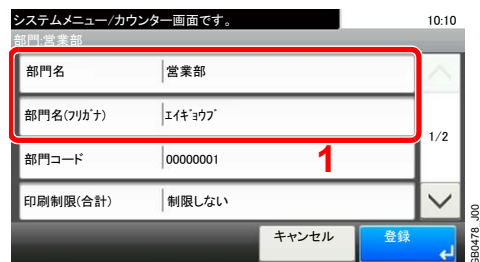 システムメニュー/カウンター画面です。 10:10
部門:営業部
部門名 営業部
部門名(フリガナ) エイギョウブ
1/2
部門コード 00000001 1
印刷制限(合計) 制限しない
キャンセル 登録
GB0478_J00